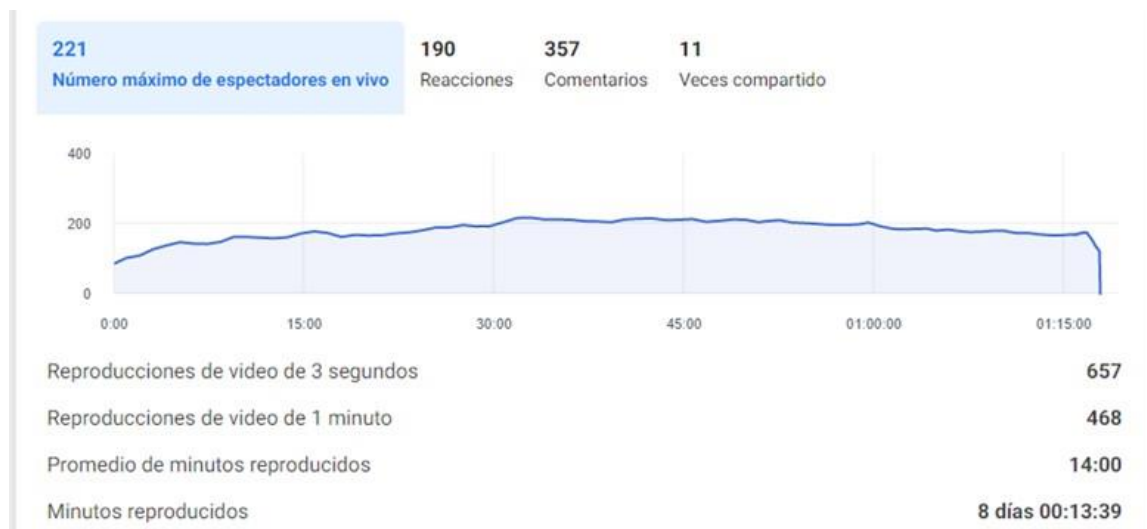 221 190 357 11
Número máximo de espectadores en vivo Reacciones Comentarios Veces compartido
400
200
0
0:00 15:00 30:00 45:00 01:00:00 01:15:00
Reproducciones de video de 3 segundos 657
Reproducciones de video de 1 minuto 468
Promedio de minutos reproducidos 14:00
Minutos reproducidos 8 días 00:13:39